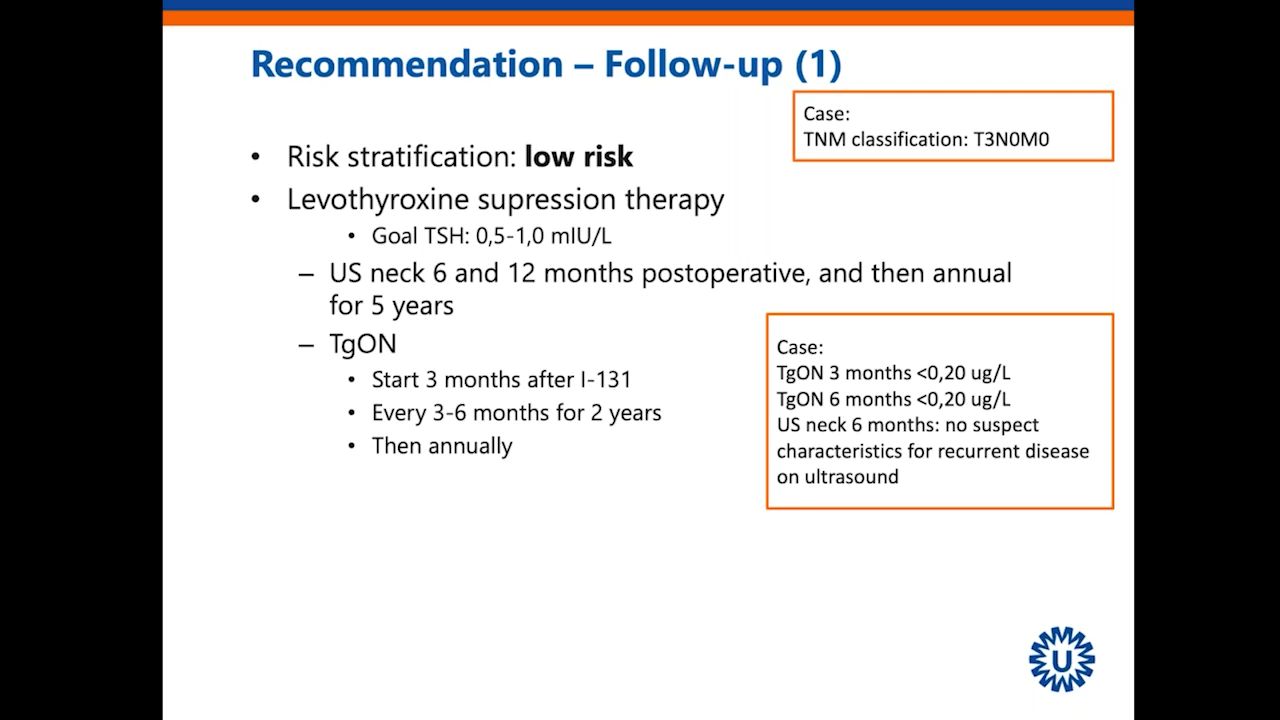 Recommendation – Follow-up (1)
Case:
TNM classification: T3N0M0
• Risk stratification: low risk
• Levothyroxine supression therapy
• Goal TSH: 0,5-1,0 mIU/L
– US neck 6 and 12 months postoperative, and then annual
for 5 years
– TgON
• Start 3 months after I-131
• Every 3-6 months for 2 years
• Then annually
Case:
TgON 3 months <0,20 ug/L
TgON 6 months <0,20 ug/L
US neck 6 months: no suspect
characteristics for recurrent disease
on ultrasound
U